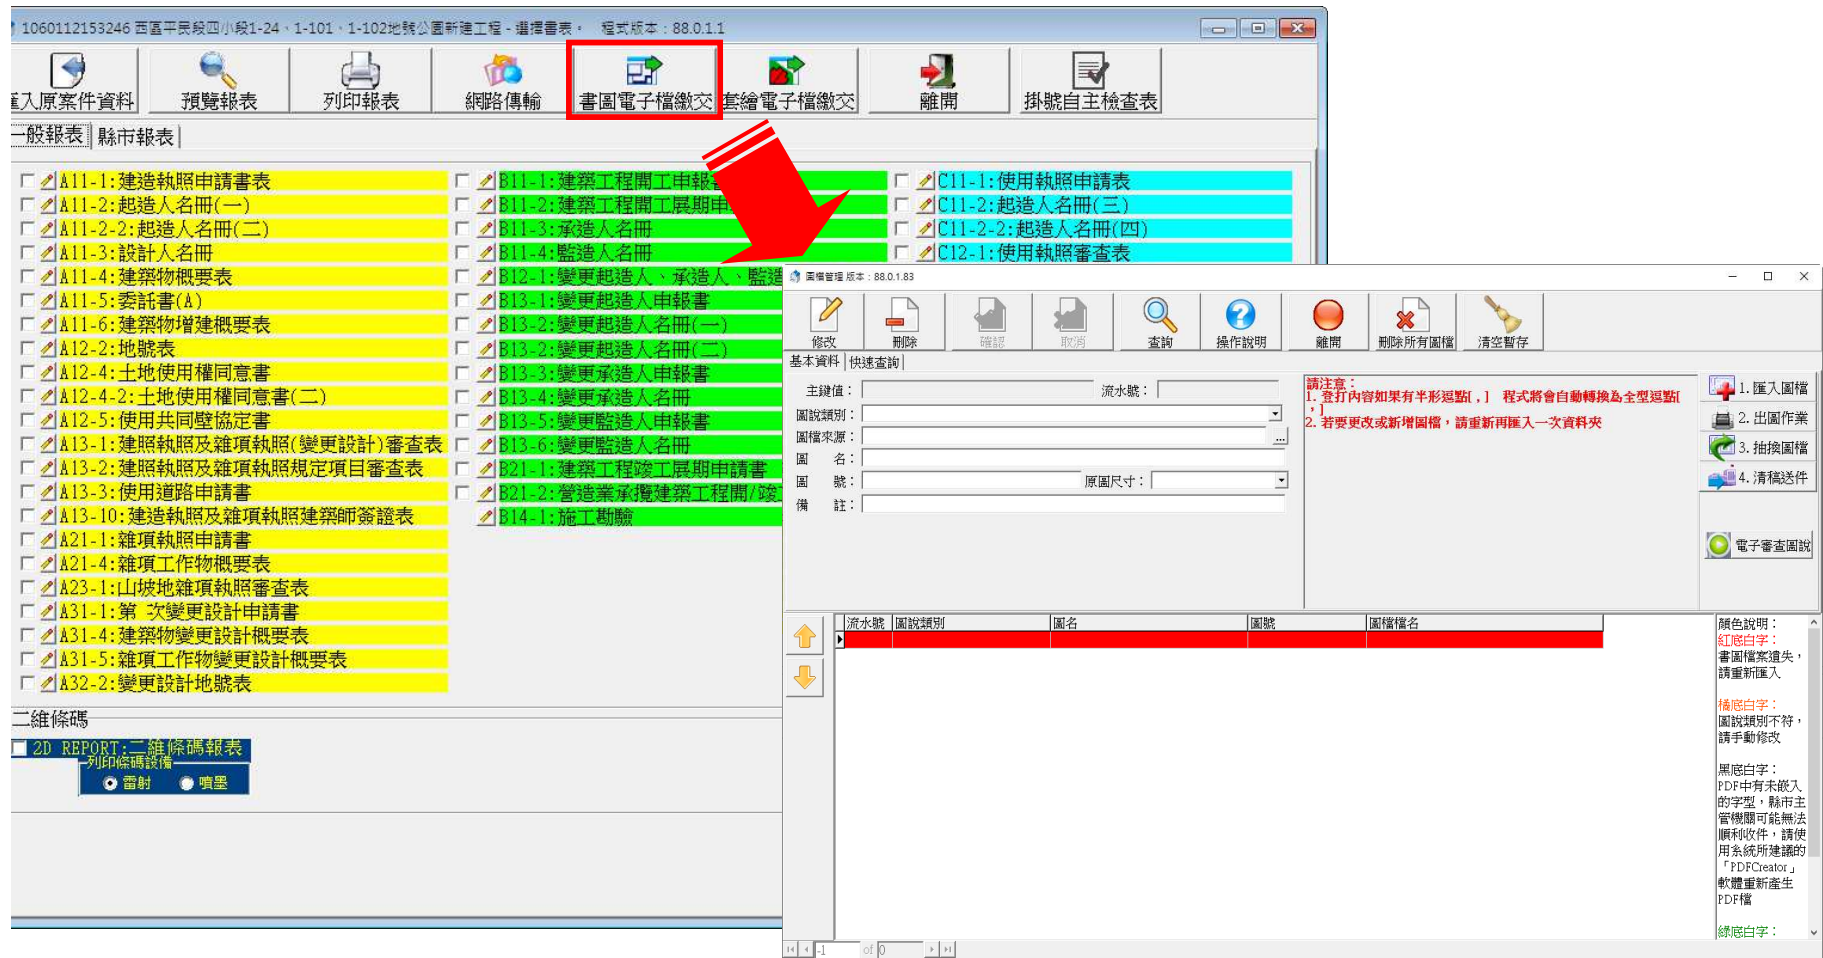 1060112153246 西區平民段四小段1-24、1-101、1-102地號公園新建工程 - 選擇書表。 程式版本：88.0.1.1
匯入原案件資料
預覽報表
列印報表
網路傳輸
書圖電子檔繳交
套繪電子檔繳交
離開
掛號自主檢查表
一般報表
縣市報表
A11-1:建造執照申請書表
A11-2:起造人名冊(一)
A11-2-2:起造人名冊(二)
A11-3:設計人名冊
A11-4:建築物概要表
A11-5:委託書(A)
A11-6:建築物增建概要表
A12-2:地號表
A12-4:土地使用權同意書
A12-4-2:土地使用權同意書(二)
A12-5:使用共同壁協定書
A13-1:建照執照及雜項執照(變更設計)審查表
A13-2:建照執照及雜項執照規定項目審查表
A13-3:使用道路申請書
A13-10:建造執照及雜項執照建築師簽證表
A21-1:雜項執照申請書
A21-4:雜項工作物概要表
A23-1:山坡地雜項執照審查表
A31-1:第 次變更設計申請書
A31-4:建築物變更設計概要表
A31-5:雜項工作物變更設計概要表
A32-2:變更設計地號表
B11-1:建築工程開工申報書
B11-2:建築工程開工展期申
B11-3:承造人名冊
B11-4:監造人名冊
B12-1:變更起造人、承造人、監造
B13-1:變更起造人申報書
B13-2:變更起造人名冊(一)
B13-2:變更起造人名冊(二)
B13-3:變更承造人申報書
B13-4:變更承造人名冊
B13-5:變更監造人申報書
B13-6:變更監造人名冊
B21-1:建築工程竣工展期申請書
B21-2:營造業承攬建築工程開/竣
B14-1:施工勘驗
C11-1:使用執照申請表
C11-2:起造人名冊(三)
C11-2-2:起造人名冊(四)
C12-1:使用執照審查表
二維條碼
2D REPORT:二維條碼報表
列印條碼設備
雷射
噴墨
圖檔管理 版本：88.0.1.83
修改
刪除
確認
取消
查詢
操作說明
離開
刪除所有圖檔
清空暫存
基本資料
快速查詢
主鍵值：
流水號：
圖說類別：
圖檔來源：
...
圖 名：
圖 號：
原圖尺寸：
備 註：
請注意：
1. 登打內容如果有半形逗點[,] 程式將會自動轉換為全型逗點[
，]
2. 若要更改或新增圖檔，請重新再匯入一次資料夾
1. 匯入圖檔
2. 出圖作業
3. 抽換圖檔
4. 清稿送件
電子審查圖說
流水號
圖說類別
圖名
圖號
圖檔檔名
顏色說明：
紅底白字：
書圖檔案遺失，
請重新匯入
橘底白字：
圖說類別不符，
請手動修改
黑底白字：
PDF中有未嵌入
的字型，縣市主
管機關可能無法
順利收件，請使
用系統所建議的
「PDFCreator」
軟體重新產生
PDF檔
綠底白字：
-1
of 0